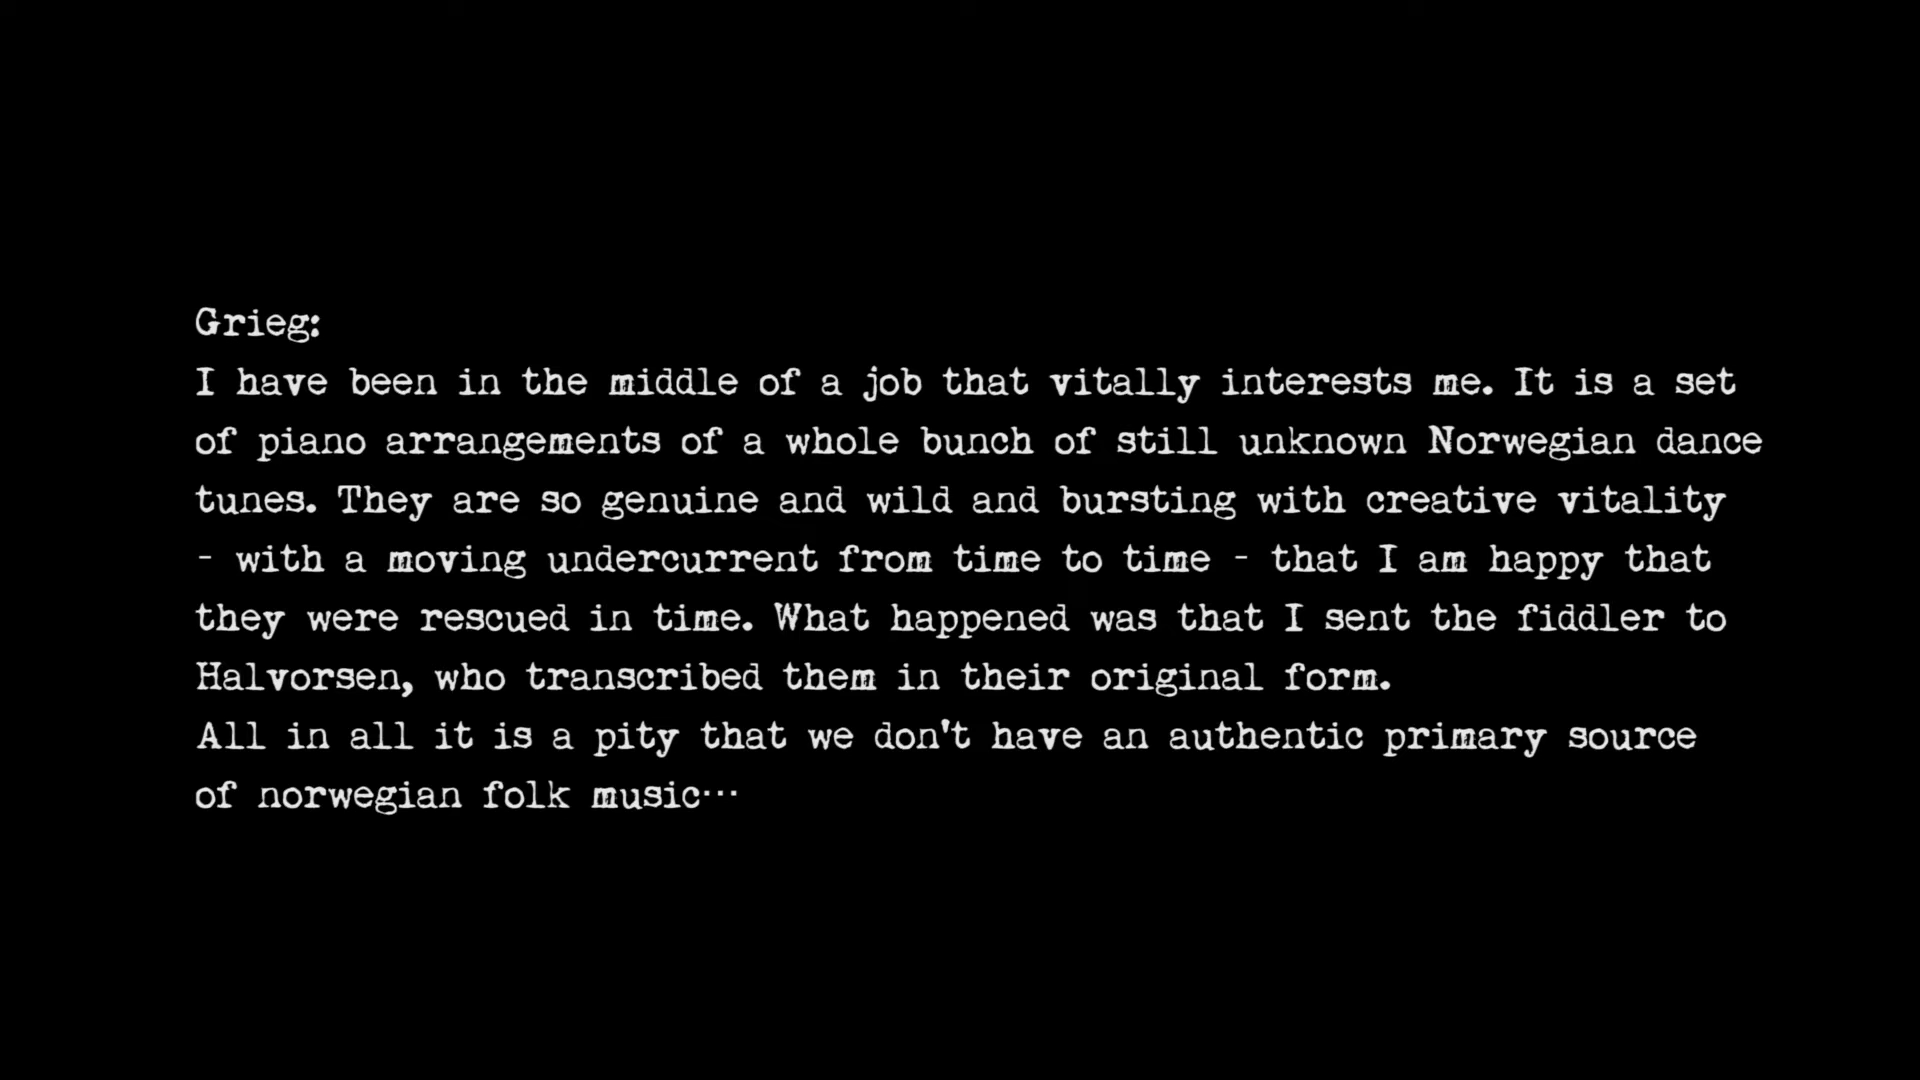 Grieg:
I have been in the middle of a job that vitally interests me. It is a set
of piano arrangements of a whole bunch of still unknown Norwegian dance
tunes. They are so genuine and wild and bursting with creative vitality
- with a moving undercurrent from time to time - that I am happy that
they were rescued in time. What happened was that I sent the fiddler to
Halvorsen, who transcribed them in their original form.
All in all it is a pity that we don't have an authentic primary source
of norwegian folk music…